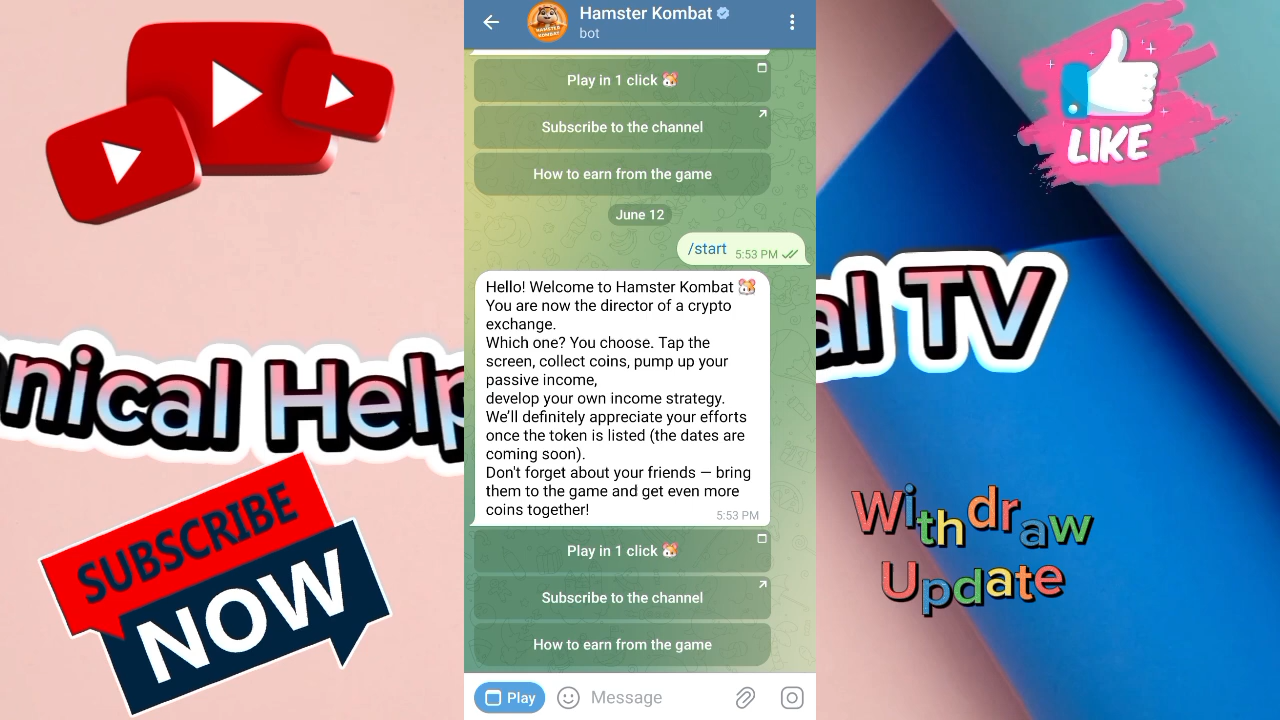 Hamster Kombat
bot
Play in 1 click
Subscribe to the channel
How to earn from the game
June 12
/start 5:53 PM
Hello! Welcome to Hamster Kombat
You are now the director of a crypto
exchange.
Which one? You choose. Tap the
screen, collect coins, pump up your
passive income,
develop your own income strategy.
We'll definitely appreciate your efforts
once the token is listed (the dates are
coming soon).
Don't forget about your friends — bring
them to the game and get even more
coins together!
5:53 PM
Play in 1 click
Subscribe to the channel
How to earn from the game
Play
Message
LIKE
nical Help
al TV
SUBSCRIBE
NOW
Withdraw
Update